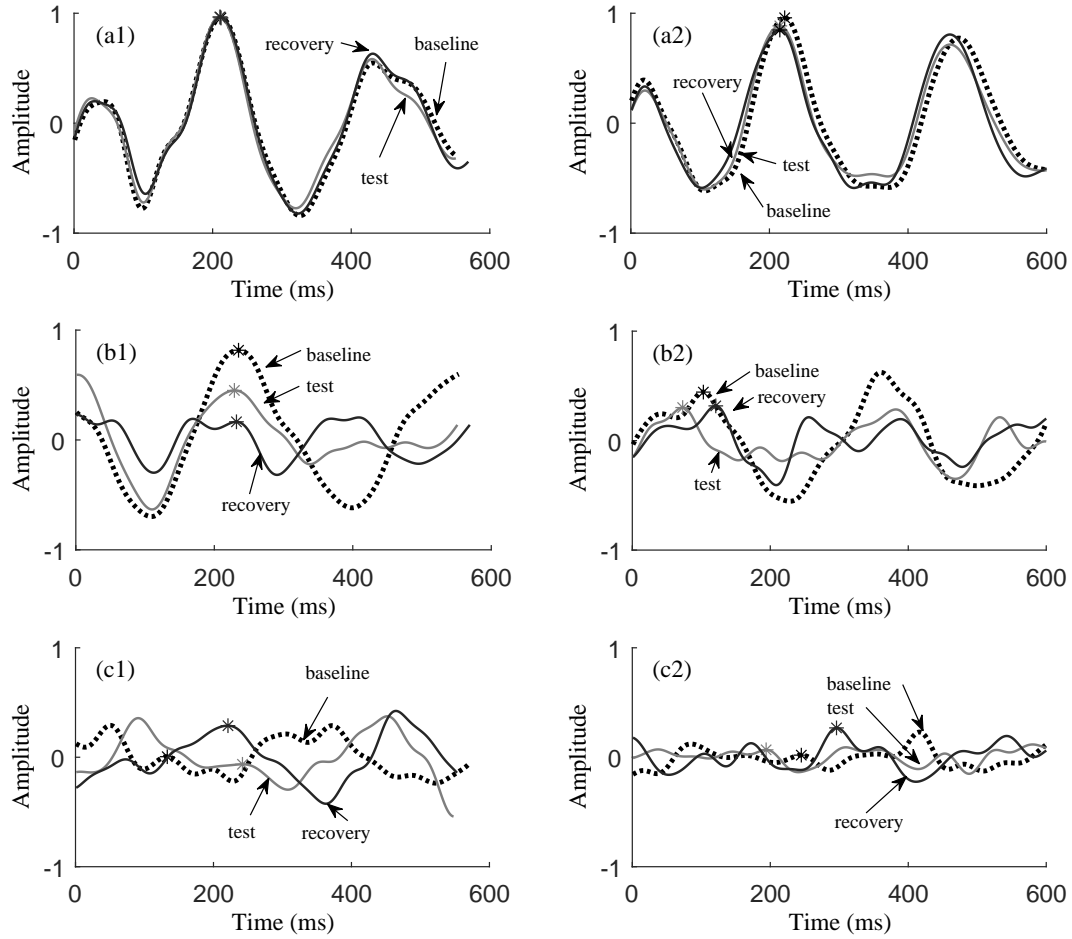 (a1)
recovery
baseline
test
1
0
-1
Amplitude
0
200
400
600
Time (ms)
(a2)
recovery
test
baseline
1
0
-1
Amplitude
0
200
400
600
Time (ms)
(b1)
baseline
test
recovery
1
0
-1
Amplitude
0
200
400
600
Time (ms)
(b2)
baseline
recovery
test
1
0
-1
Amplitude
0
200
400
600
Time (ms)
(c1)
baseline
test
recovery
1
0
-1
Amplitude
0
200
400
600
Time (ms)
(c2)
baseline
test
recovery
1
0
-1
Amplitude
0
200
400
600
Time (ms)